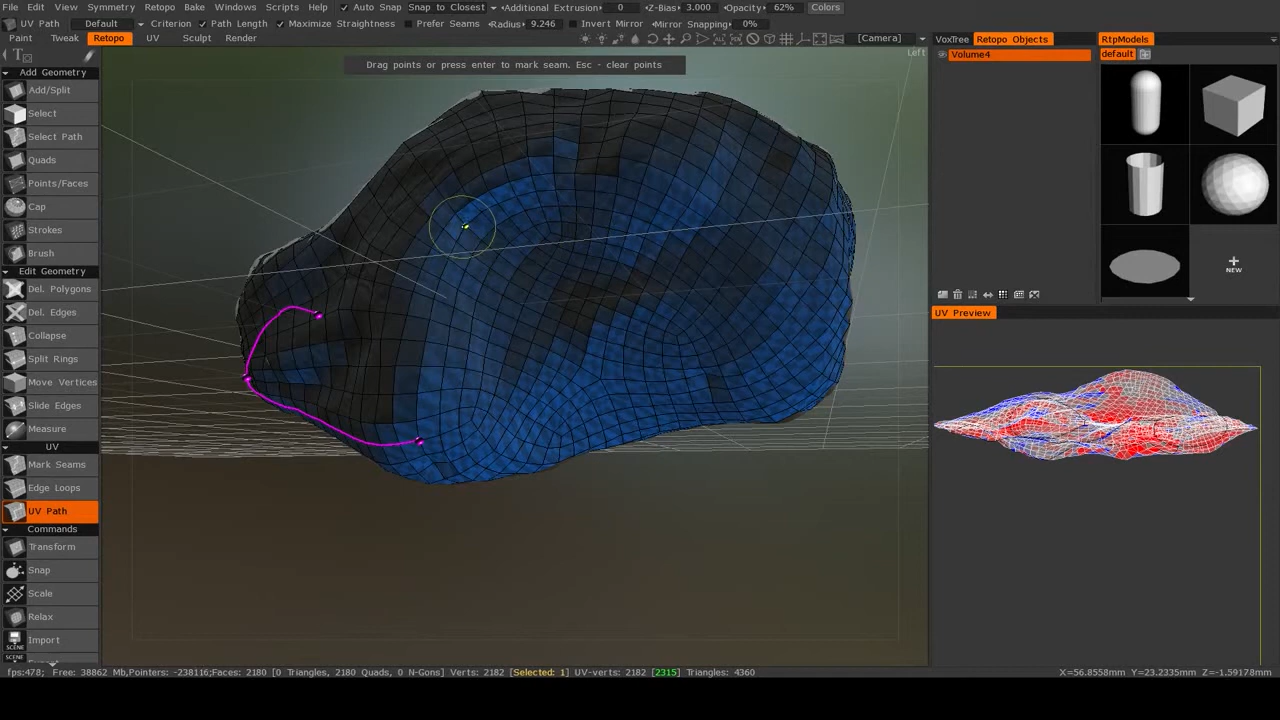 File Edit View Symmetry Retopo Bake Windows Scripts Help Auto Snap Snap to Closest Additional Extrusion 0 Z-Bias 3.000 Opacity 62% Colors
UV Path Default Criterion Path Length Maximize Straightness Prefer Seams Radius 9.246 Invert Mirror Mirror Snapping 0%
Paint Tweak Retopo UV Sculpt Render [Camera] VoxTree Retopo Objects RtpModels
Left
Volume4
default
Drag points or press enter to mark seam. Esc - clear points
Add Geometry
Add/Split
Select
Select Path
Quads
Points/Faces
Cap
Strokes
Brush
Edit Geometry
Del. Polygons
Del. Edges
Collapse
Split Rings
Move Vertices
Slide Edges
Measure
UV
Mark Seams
Edge Loops
UV Path
Commands
Transform
Snap
Scale
Relax
SCENE Import
SCENE
NEW
UV Preview
fps:478; Free: 38862 Mb,Pointers: -238116;Faces: 2180 [0 Triangles, 2180 Quads, 0 N-Gons] Verts: 2182 [Selected: 1] UV-verts: 2182 [2315] Triangles: 4360 X=56.8558mm Y=23.2335mm Z=-1.59178mm